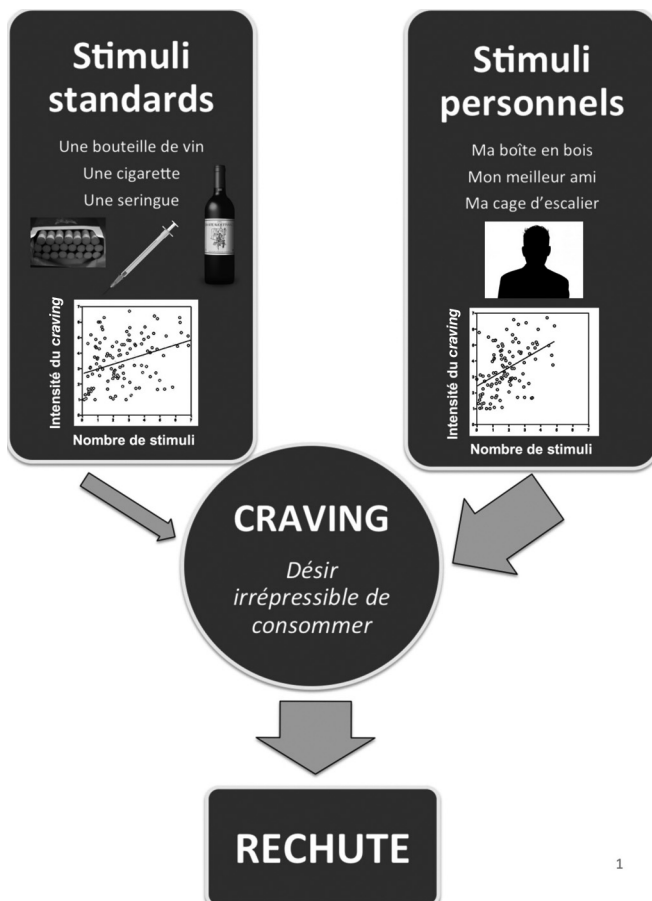 Stimuli
standards
Une bouteille de vin
Une cigarette
Une seringue
Intensité du craving
Nombre de stimuli
Stimuli
personnels
Ma boîte en bois
Mon meilleur ami
Ma cage d'escalier
Intensité du craving
Nombre de stimuli
CRAVING
Désir
irrépressible de
consommer
RECHUTE
1